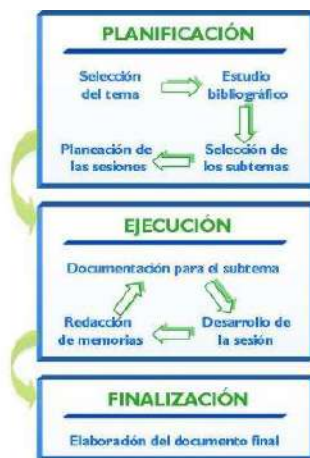 PLANIFICACIÓN
Selección
del tema
Estudio
bibliográfico
Planeación de
las sesiones
Selección de
los subtemas
EJECUCIÓN
Documentación para el subtema
Redacción
de memorias
Desarrollo de
la sesión
FINALIZACIÓN
Elaboración del documento final